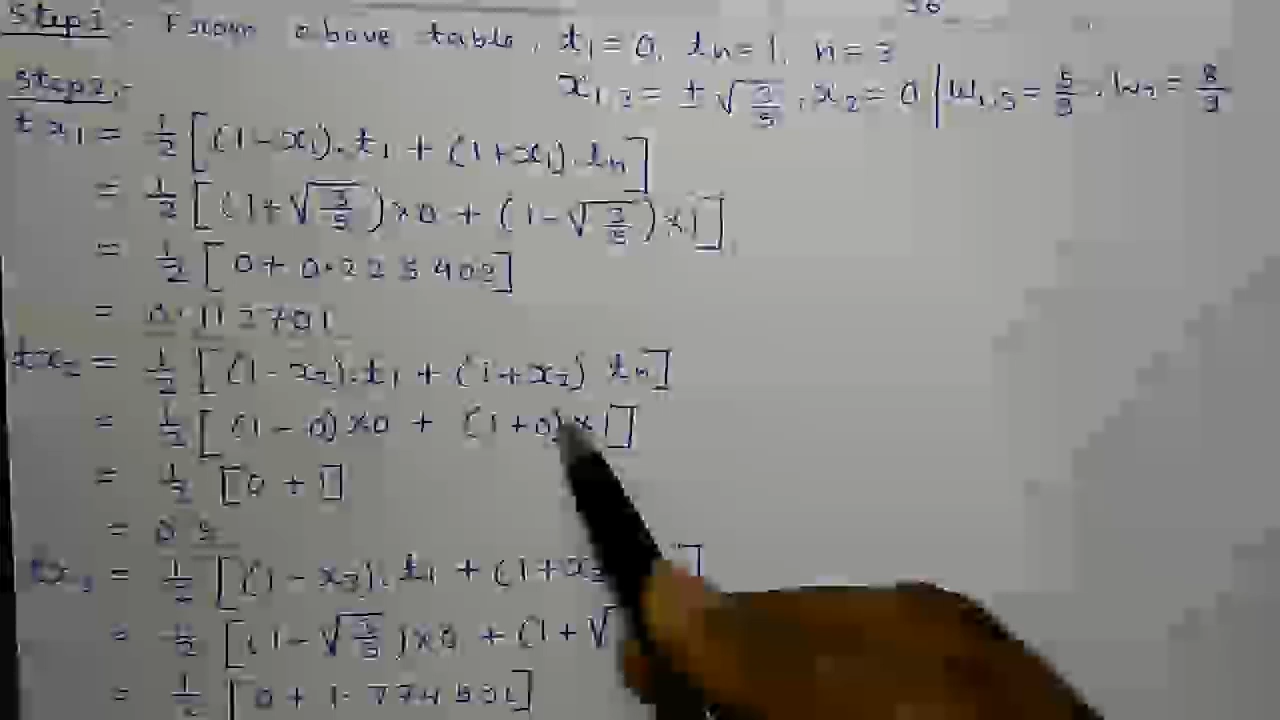 Step 1:- From above table, t₁ = 0, tn = 1, n = 3
x₁,₃ = ± √3/5, x₂ = 0 | W₁,₃ = 5/9, W₂ = 8/9
Step 2:-
tx₁ = 1/2 [(1-x₁).t₁ + (1+x₁).tn]
= 1/2 [(1+√3/5)×0 + (1-√3/5)×1]
= 1/2 [0+0.225402]
= 0.112701
tx₂ = 1/2 [(1-x₂).t₁ + (1+x₂) tn]
= 1/2 [(1-0)×0 + (1+0)×1]
= 1/2 [0+1]
= 0.5
tx₃ = 1/2 [(1-x₃).t₁ + (1+x₃ ]
= 1/2 [(1-√3/5)×0 + (1+√
= 1/2 [0+1.774501]